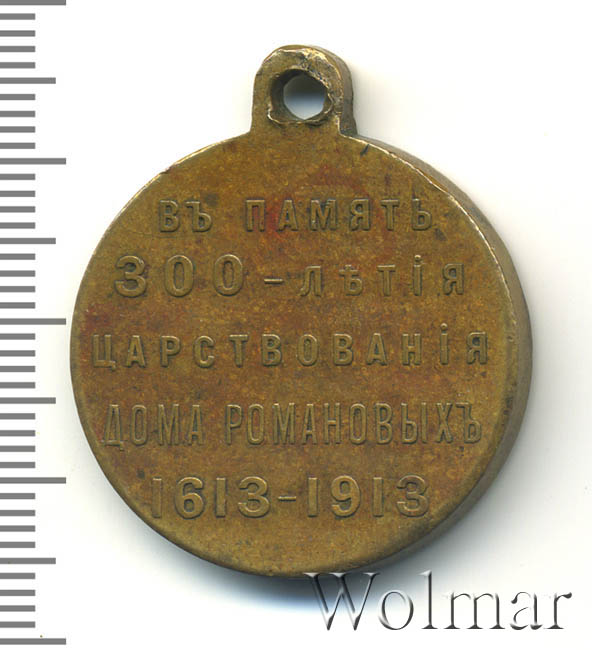 ВЪ ПАМЯТЬ
300-ЛѢТІЯ
ЦАРСТВОВАНІЯ
ДОМА РОМАНОВЫХЪ
1613-1913
Wolmar